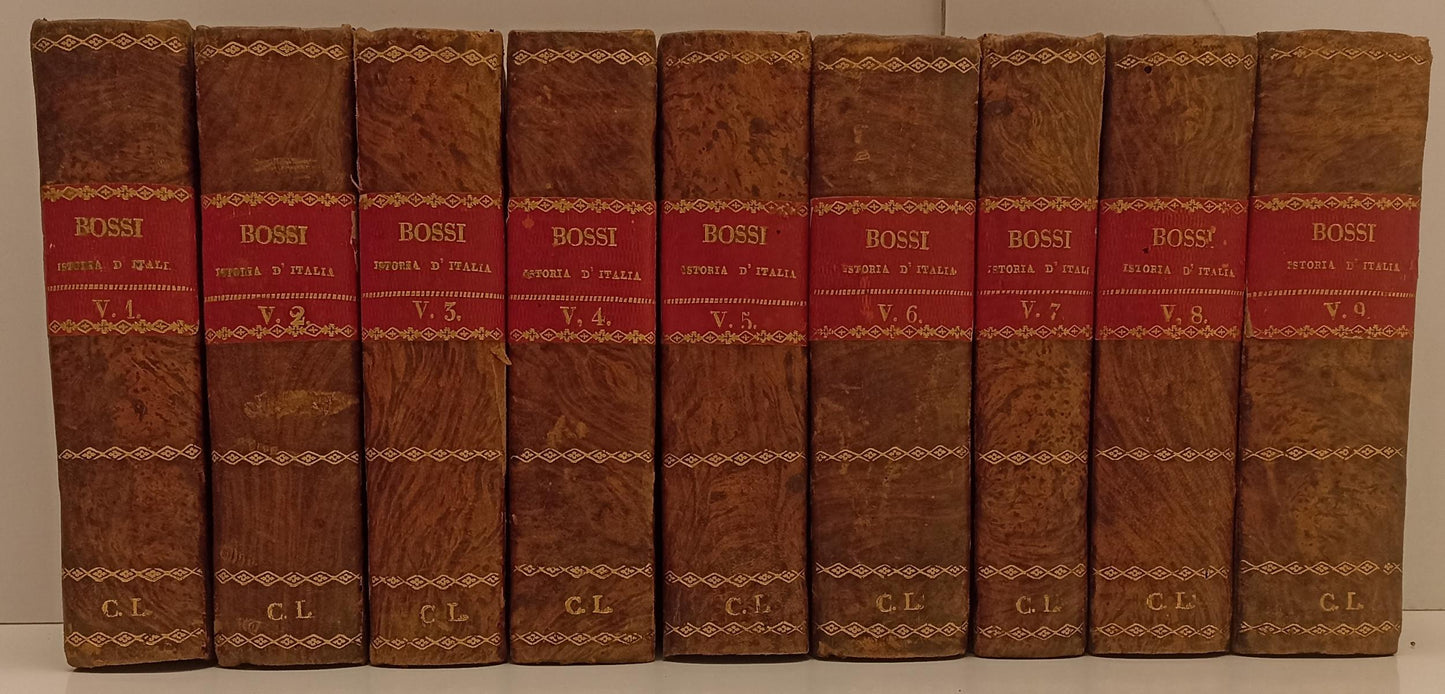 BOSSI
ISTORIA D'ITALI
V. 1.
C. L.
BOSSI
ISTORIA D'ITALIA
V. 2.
C. L
BOSSI
ISTORIA D'ITALIA
V. 3.
C. L.
BOSSI
ISTORIA D'ITALIA
V. 4.
C. L.
BOSSI
ISTORIA D'ITALIA
V. 5.
C. L
BOSSI
ISTORIA D'ITALIA
V. 6.
C. L.
BOSSI
ISTORIA D'ITALI
V. 7
C. L.
BOSSI
ISTORIA D'ITALIA
V. 8.
C. L.
BOSSI
ISTORIA D'ITALIA
V. 9.
C. L.